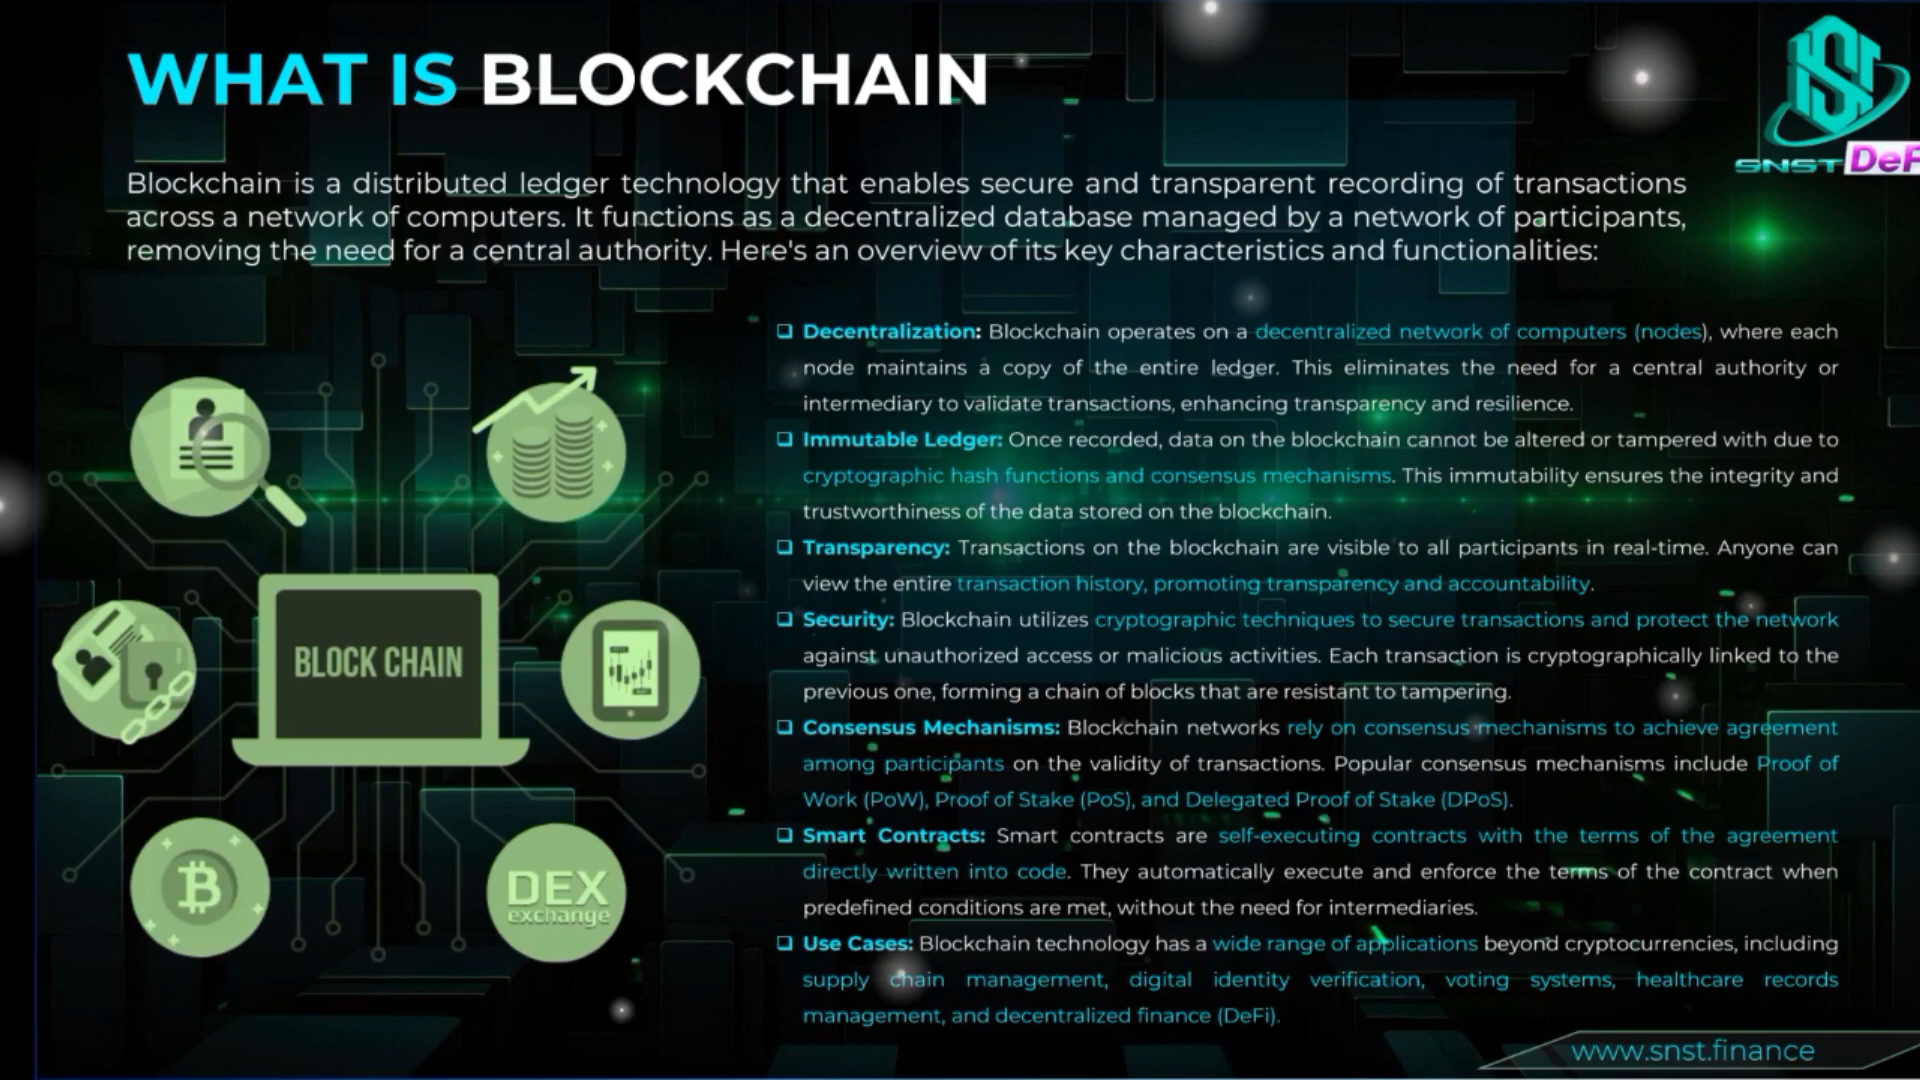 WHAT IS BLOCKCHAIN
SNST DeF
Blockchain is a distributed ledger technology that enables secure and transparent recording of transactions
across a network of computers. It functions as a decentralized database managed by a network of participants,
removing the need for a central authority. Here's an overview of its key characteristics and functionalities:
BLOCK CHAIN
DEX
exchange
❑ Decentralization: Blockchain operates on a decentralized network of computers (nodes), where each
node maintains a copy of the entire ledger. This eliminates the need for a central authority or
intermediary to validate transactions, enhancing transparency and resilience.
❑ Immutable Ledger: Once recorded, data on the blockchain cannot be altered or tampered with due to
cryptographic hash functions and consensus mechanisms. This immutability ensures the integrity and
trustworthiness of the data stored on the blockchain.
❑ Transparency: Transactions on the blockchain are visible to all participants in real-time. Anyone can
view the entire transaction history, promoting transparency and accountability.
❑ Security: Blockchain utilizes cryptographic techniques to secure transactions and protect the network
against unauthorized access or malicious activities. Each transaction is cryptographically linked to the
previous one, forming a chain of blocks that are resistant to tampering.
❑ Consensus Mechanisms: Blockchain networks rely on consensus mechanisms to achieve agreement
among participants on the validity of transactions. Popular consensus mechanisms include Proof of
Work (PoW), Proof of Stake (PoS), and Delegated Proof of Stake (DPoS).
❑ Smart Contracts: Smart contracts are self-executing contracts with the terms of the agreement
directly written into code. They automatically execute and enforce the terms of the contract when
predefined conditions are met, without the need for intermediaries.
❑ Use Cases: Blockchain technology has a wide range of applications beyond cryptocurrencies, including
supply chain management, digital identity verification, voting systems, healthcare records
management, and decentralized finance (DeFi).
www.snst.finance